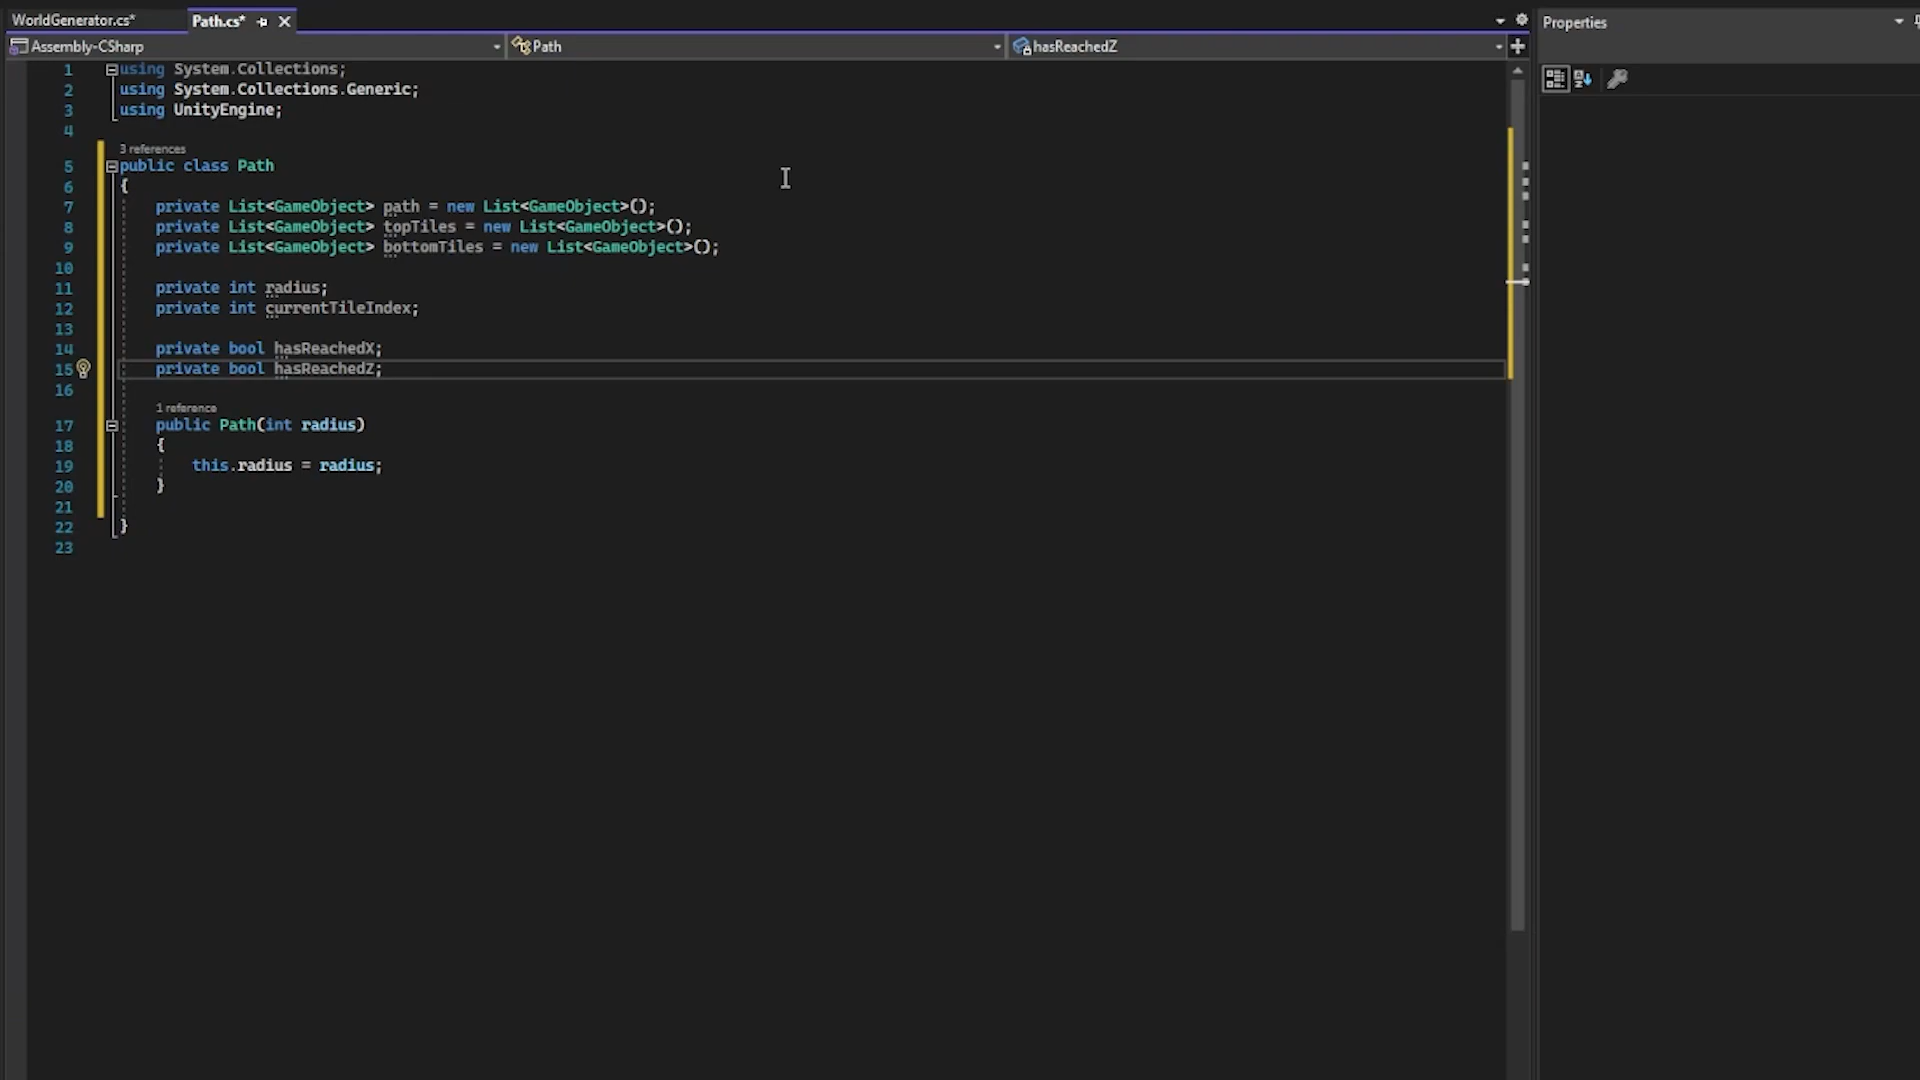 WorldGenerator.cs*
Path.cs*
Properties
Assembly-CSharp
Path
hasReachedZ
1 using System.Collections;
2 using System.Collections.Generic;
3 using UnityEngine;
4
3 references
5 public class Path
6 {
7 private List<GameObject> path = new List<GameObject>();
8 private List<GameObject> topTiles = new List<GameObject>();
9 private List<GameObject> bottomTiles = new List<GameObject>();
10
11 private int radius;
12 private int currentTileIndex;
13
14 private bool hasReachedX;
15 private bool hasReachedZ;
16
1 reference
17 public Path(int radius)
18 {
19 this.radius = radius;
20 }
21
22 }
23